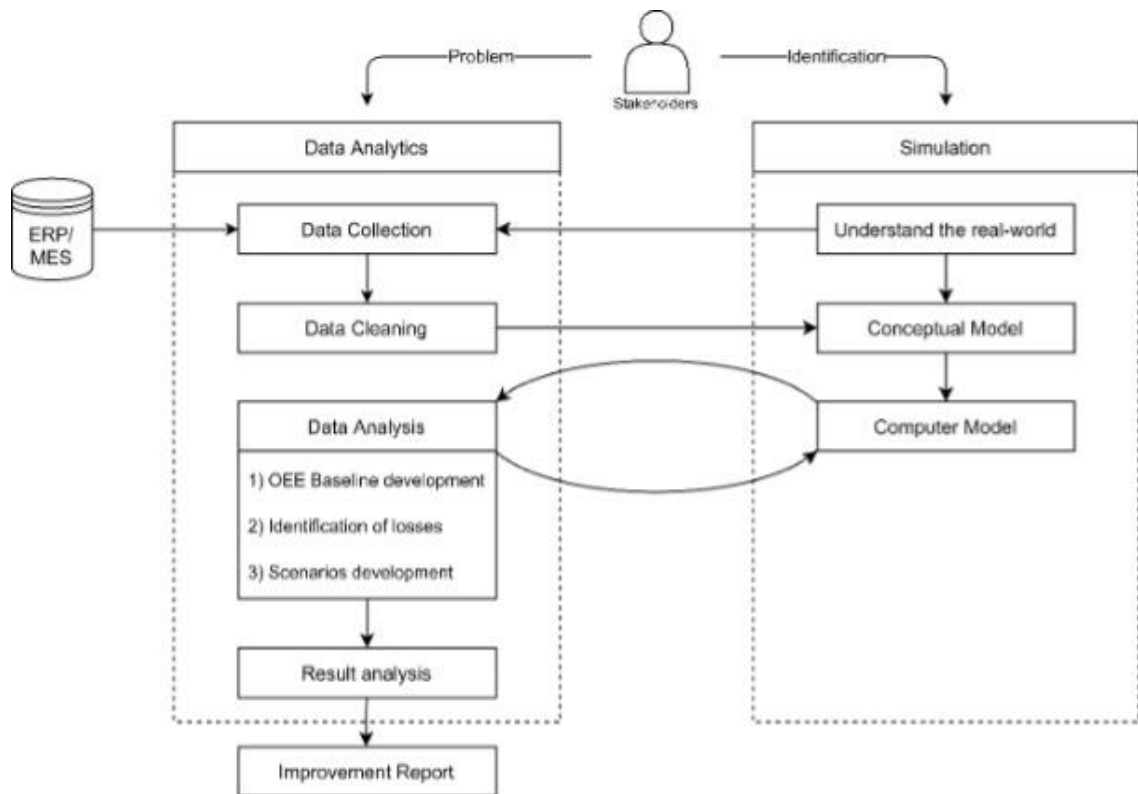 Problem
Identification
Stakeholders
Data Analytics
Simulation
ERP/
MES
Data Collection
Understand the real-world
Data Cleaning
Conceptual Model
Data Analysis
Computer Model
1) OEE Baseline development
2) Identification of losses
3) Scenarios development
Result analysis
Improvement Report